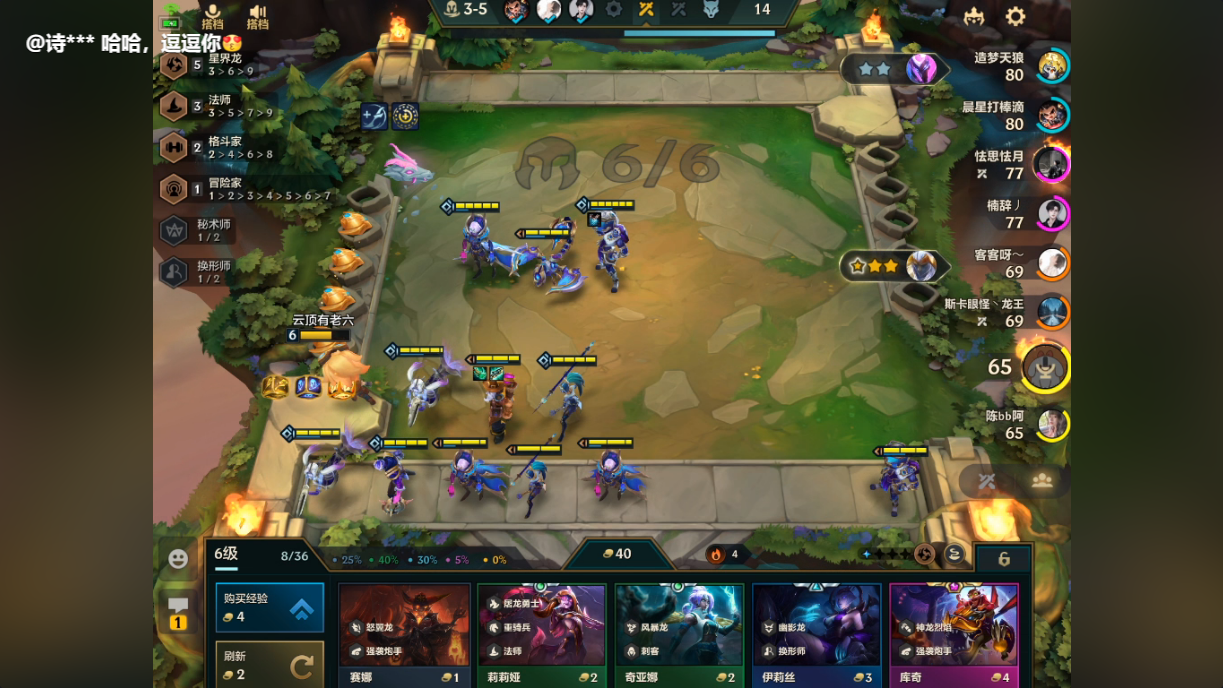 @诗*** 哈哈，逗逗你
搭档
搭档
3-5
14
5 星界龙
3 > 6 > 9
3 法师
3 > 5 > 7 > 9
2 格斗家
2 > 4 > 6 > 8
1 冒险家
1 > 2 > 3 > 4 > 5 > 6 > 7
秘术师
1 / 2
换形师
1 / 2
6/6
造梦天狼
80
晨星打棒滴
80
怯思怯月
77
楠辞丿
77
客客呀～
69
斯卡眼怪丶龙王
69
65
陈bb阿
65
云顶有老六
6
6级
8/36
25%
40%
30%
5%
0%
40
4
6
1
购买经验
4
刷新
2
怒翼龙
强袭炮手
赛娜
1
屠龙勇士
重骑兵
法师
莉莉娅
2
风暴龙
刺客
奇亚娜
2
幽影龙
换形师
伊莉丝
3
神龙烈焰
强袭炮手
库奇
4